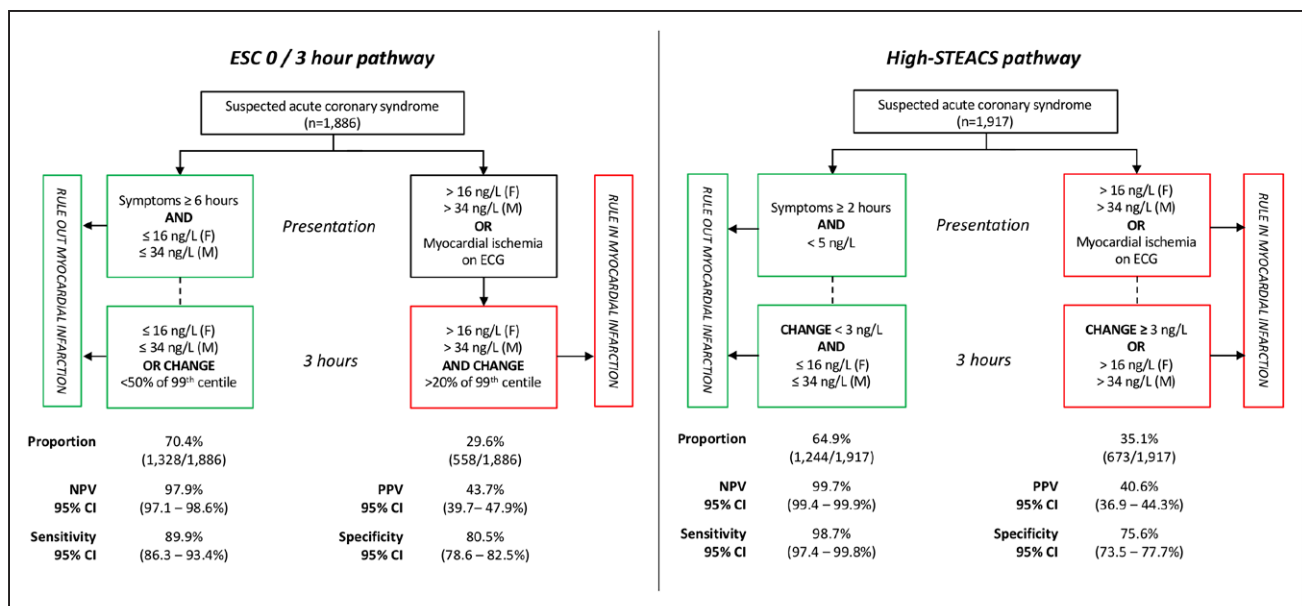 ESC 0 / 3 hour pathway
Suspected acute coronary syndrome
(n=1,886)
RULE OUT MYOCARDIAL INFARCTION
Symptoms ≥ 6 hours
AND
≤ 16 ng/L (F)
≤ 34 ng/L (M)
Presentation
> 16 ng/L (F)
> 34 ng/L (M)
OR
Myocardial ischemia
on ECG
RULE IN MYOCARDIAL INFARCTION
≤ 16 ng/L (F)
≤ 34 ng/L (M)
OR CHANGE
<50% of 99th centile
3 hours
> 16 ng/L (F)
> 34 ng/L (M)
AND CHANGE
>20% of 99th centile
Proportion 70.4% 29.6%
(1,328/1,886) (558/1,886)
NPV 97.9% PPV 43.7%
95% CI (97.1 – 98.6%) 95% CI (39.7– 47.9%)
Sensitivity 89.9% Specificity 80.5%
95% CI (86.3 – 93.4%) 95% CI (78.6 – 82.5%)
High-STEACS pathway
Suspected acute coronary syndrome
(n=1,917)
RULE OUT MYOCARDIAL INFARCTION
Symptoms ≥ 2 hours
AND
< 5 ng/L
Presentation
> 16 ng/L (F)
> 34 ng/L (M)
OR
Myocardial ischemia
on ECG
RULE IN MYOCARDIAL INFARCTION
CHANGE < 3 ng/L
AND
≤ 16 ng/L (F)
≤ 34 ng/L (M)
3 hours
CHANGE ≥ 3 ng/L
OR
> 16 ng/L (F)
> 34 ng/L (M)
Proportion 64.9% 35.1%
(1,244/1,917) (673/1,917)
NPV 99.7% PPV 40.6%
95% CI (99.4 – 99.9%) 95% CI (36.9 – 44.3%)
Sensitivity 98.7% Specificity 75.6%
95% CI (97.4 – 99.8%) 95% CI (73.5 – 77.7%)